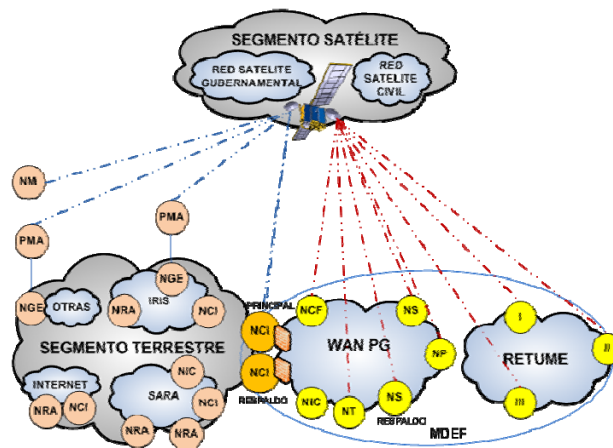 SEGMENTO SATÉLITE
RED SATELITE
GUBERNAMENTAL
RED
SATELITE
CIVIL
NM
PMA
PMA
NGE
NGE
OTRAS
IRIS
NRA
NCI
PRINCIPAL
NCI
NCI
RESPALDO
SEGMENTO TERRESTRE
INTERNET
NRA
NCI
SARA
NIC
NCI
NRA
NRA
NCF
NS
WAN PG
NP
NIC
NT
NS
RESPALDO
MDEF
RETUME
I
II
III